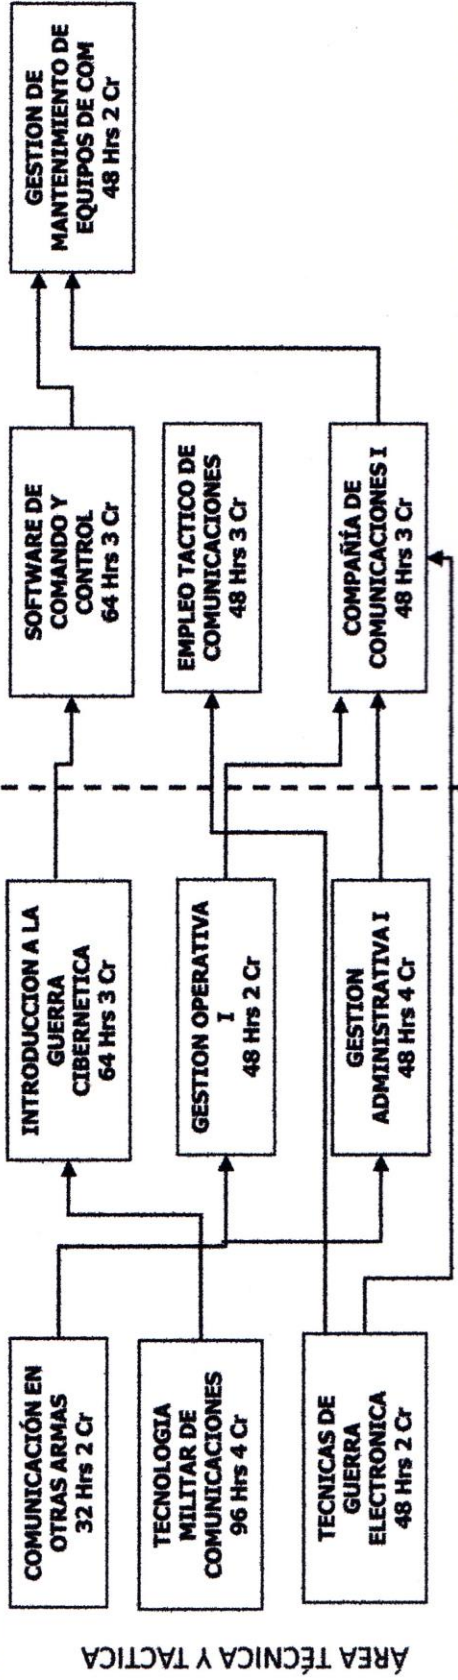 ÁREA TÉCNICA Y TACTICA
COMUNICACIÓN EN
OTRAS ARMAS
32 Hrs 2 Cr
TECNOLOGIA
MILITAR DE
COMUNICACIONES
96 Hrs 4 Cr
TECNICAS DE
GUERRA
ELECTRONICA
48 Hrs 2 Cr
INTRODUCCION A LA
GUERRA
CIBERNETICA
64 Hrs 3 Cr
GESTION OPERATIVA
I
48 Hrs 2 Cr
GESTION
ADMINISTRATIVA I
48 Hrs 4 Cr
SOFTWARE DE
COMANDO Y
CONTROL
64 Hrs 3 Cr
EMPLEO TACTICO DE
COMUNICACIONES
48 Hrs 3 Cr
COMPAÑÍA DE
COMUNICACIONES I
48 Hrs 3 Cr
GESTION DE
MANTENIMIENTO DE
EQUIPOS DE COM
48 Hrs 2 Cr